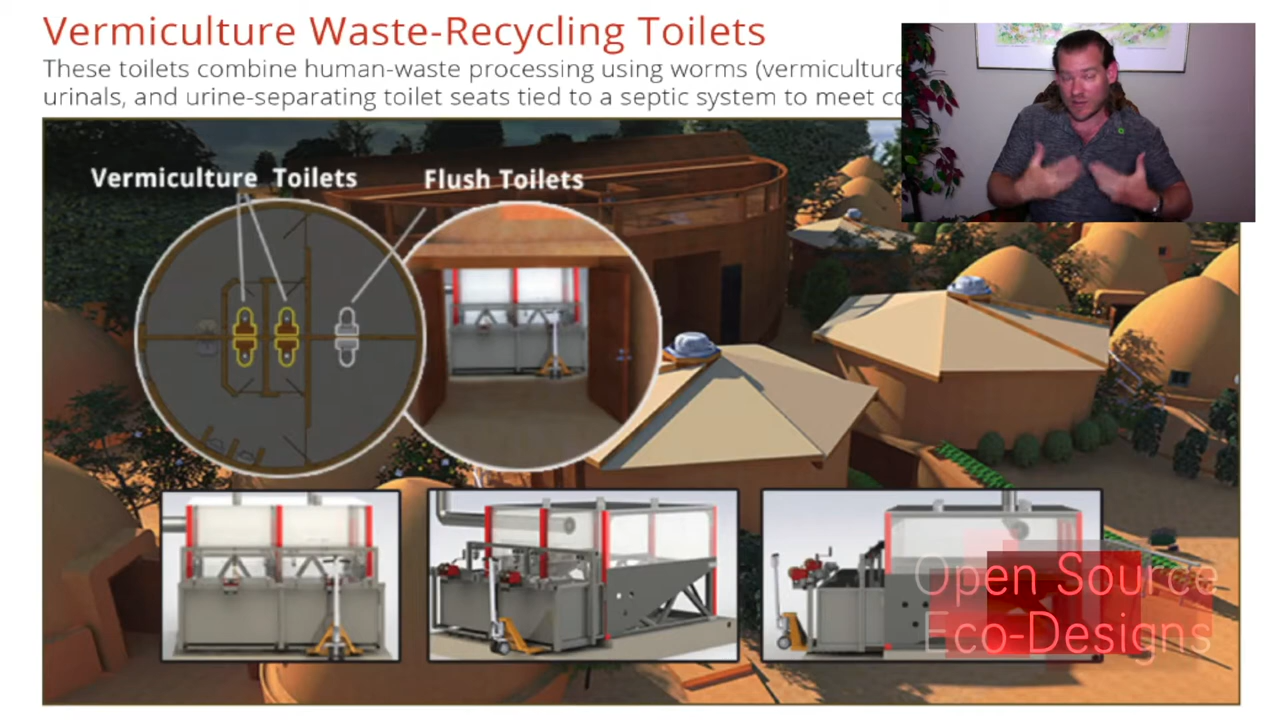 Vermiculture Waste-Recycling Toilets
These toilets combine human-waste processing using worms (vermiculture
urinals, and urine-separating toilet seats tied to a septic system to meet
Vermiculture Toilets
Flush Toilets
Open Source
Eco-Designs